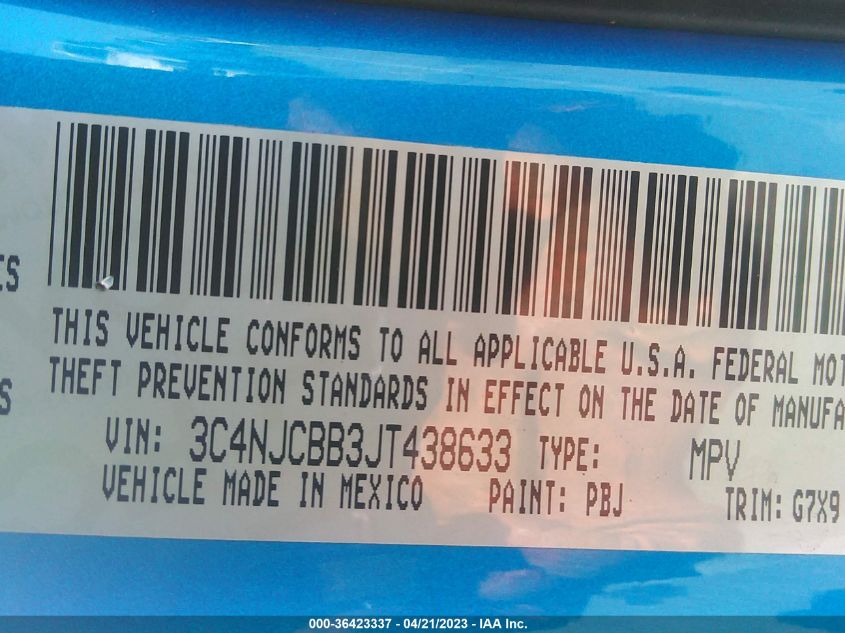 THIS VEHICLE CONFORMS TO ALL APPLICABLE U.S.A. FEDERAL MOT
THEFT PREVENTION STANDARDS IN EFFECT ON THE DATE OF MANUFA
VIN: 3C4NJCBB3JT438633 TYPE: MPV
VEHICLE MADE IN MEXICO PAINT: PBJ TRIM: G7X9
000-36423337 - 04/21/2023 - IAA Inc.